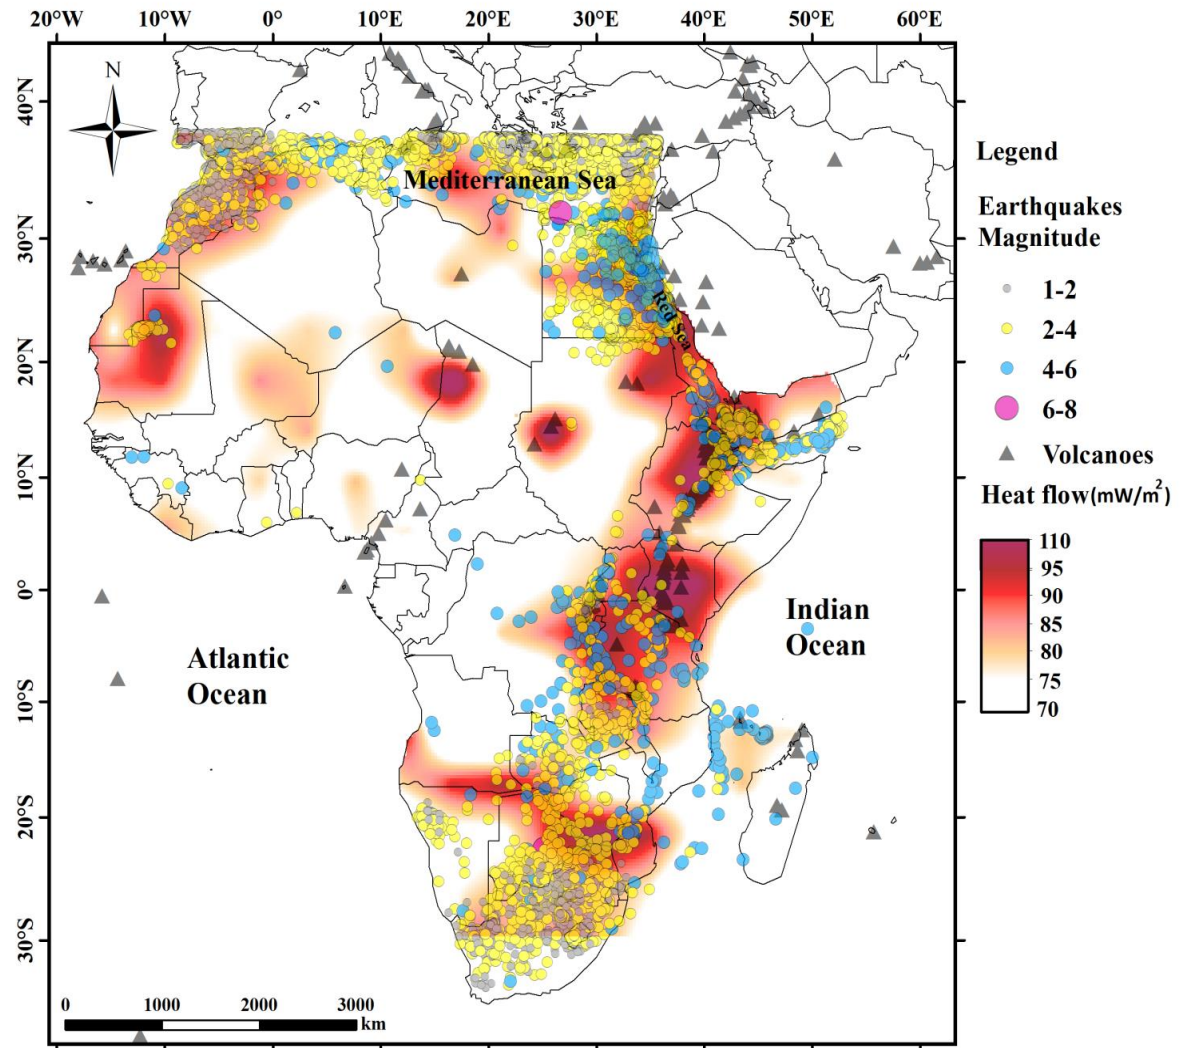 20°W 10°W 0° 10°E 20°E 30°E 40°E 50°E 60°E
N
40°N
30°N
20°N
10°N
0°
10°S
20°S
30°S
Mediterranean Sea
Red Sea
Indian
Ocean
Atlantic
Ocean
0 1000 2000 3000
km
Legend
Earthquakes
Magnitude
1-2
2-4
4-6
6-8
Volcanoes
Heat flow(mW/m²)
110
95
90
85
80
75
70